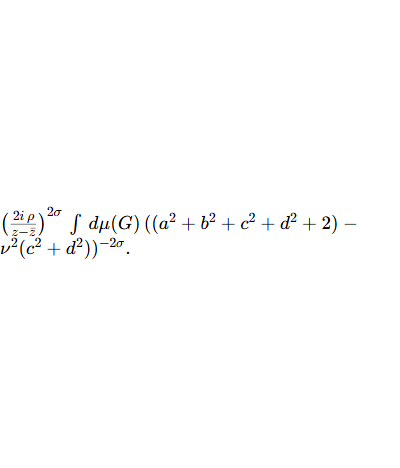 $\left(\frac{2i\,\rho}{z-\bar{z}}\right)^{2\sigma} \int d\mu(G)\,((a^2+b^2+c^2+d^2+2)-$
$\nu^2(c^2+d^2))^{-2\sigma}.$